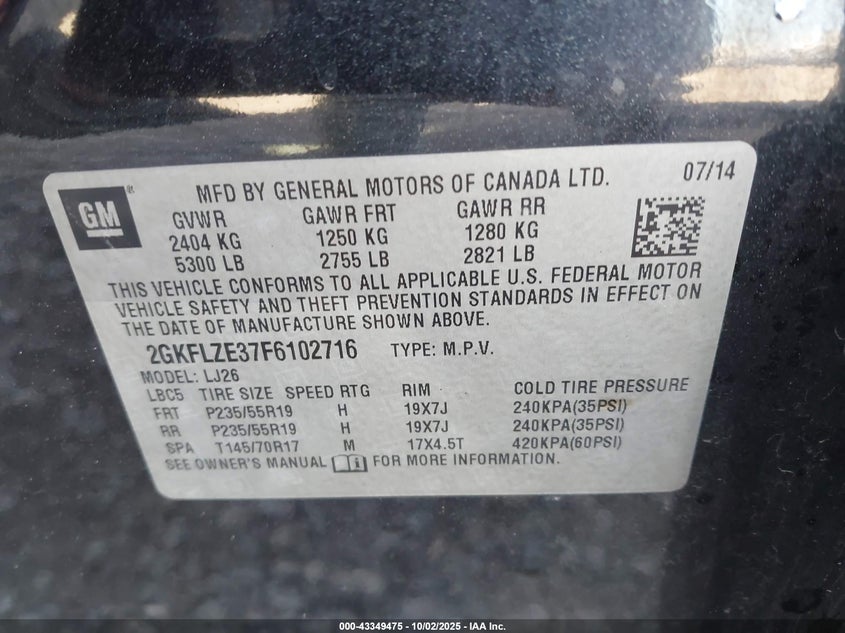 GM ®
MFD BY GENERAL MOTORS OF CANADA LTD. 07/14
GVWR GAWR FRT GAWR RR
2404 KG 1250 KG 1280 KG
5300 LB 2755 LB 2821 LB
THIS VEHICLE CONFORMS TO ALL APPLICABLE U.S. FEDERAL MOTOR
VEHICLE SAFETY AND THEFT PREVENTION STANDARDS IN EFFECT ON
THE DATE OF MANUFACTURE SHOWN ABOVE.
2GKFLZE37F6102716 TYPE: M.P.V.
MODEL: LJ26
LBC5 TIRE SIZE SPEED RTG RIM COLD TIRE PRESSURE
FRT P235/55R19 H 19X7J 240KPA(35PSI)
RR P235/55R19 H 19X7J 240KPA(35PSI)
SPA T145/70R17 M 17X4.5T 420KPA(60PSI)
SEE OWNER'S MANUAL FOR MORE INFORMATION.
000-43349475 - 10/02/2025 - IAA Inc.